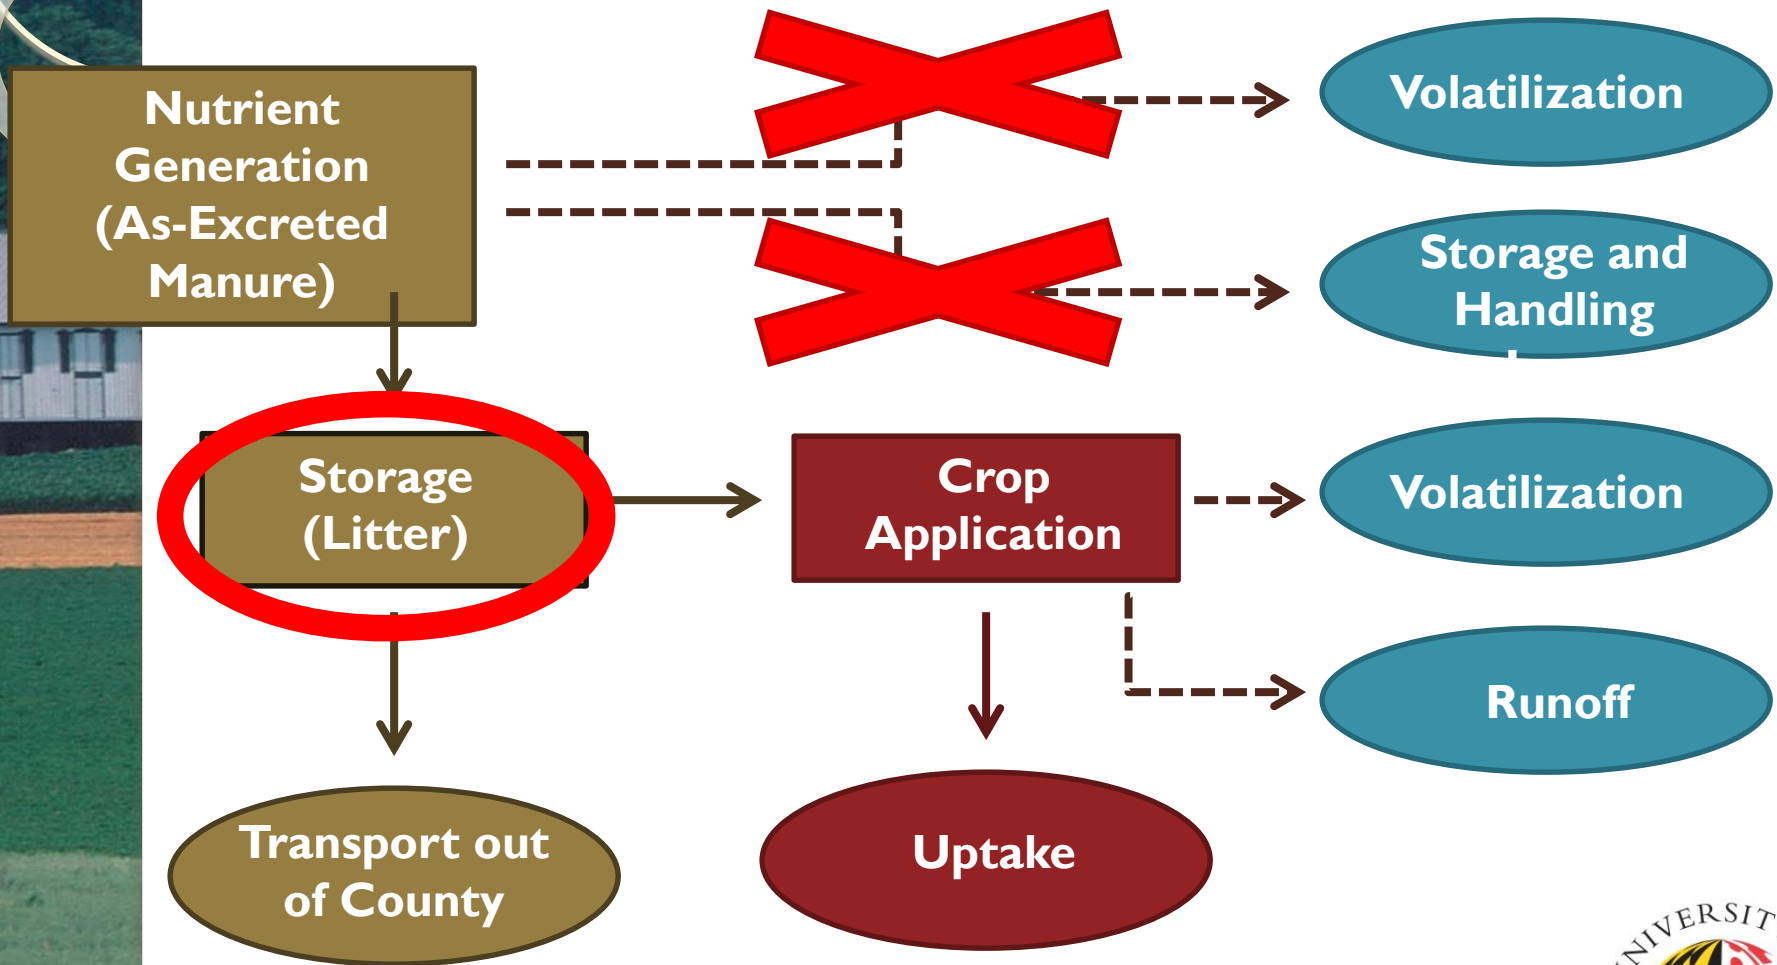 Nutrient
Generation
(As-Excreted
Manure)
Volatilization
Storage and
Handling
Storage
(Litter)
Crop
Application
Volatilization
Runoff
Transport out
of County
Uptake